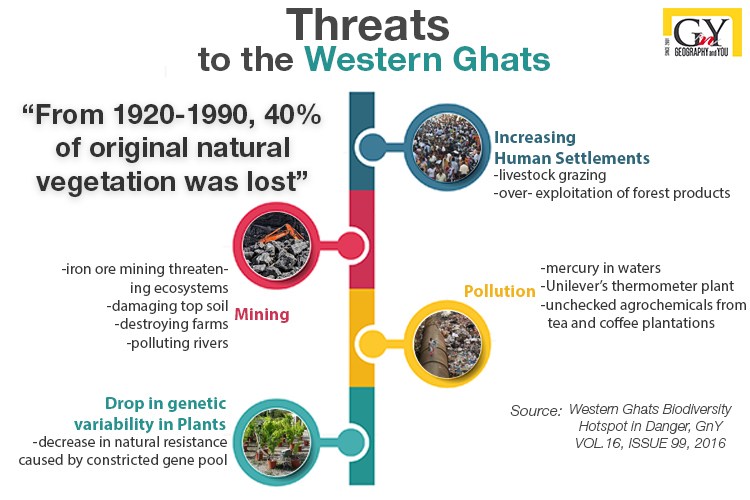 Threats
to the Western Ghats
SINCE 2001
GnY
GEOGRAPHY and YOU
“From 1920-1990, 40%
of original natural
vegetation was lost”
Increasing
Human Settlements
-livestock grazing
-over- exploitation of forest products
-iron ore mining threaten-
ing ecosystems
-damaging top soil
-destroying farms
-polluting rivers
Mining
Pollution
-mercury in waters
-Unilever's thermometer plant
-unchecked agrochemicals from
tea and coffee plantations
Drop in genetic
variability in Plants
-decrease in natural resistance
caused by constricted gene pool
Source: Western Ghats Biodiversity
Hotspot in Danger, GnY
VOL.16, ISSUE 99, 2016